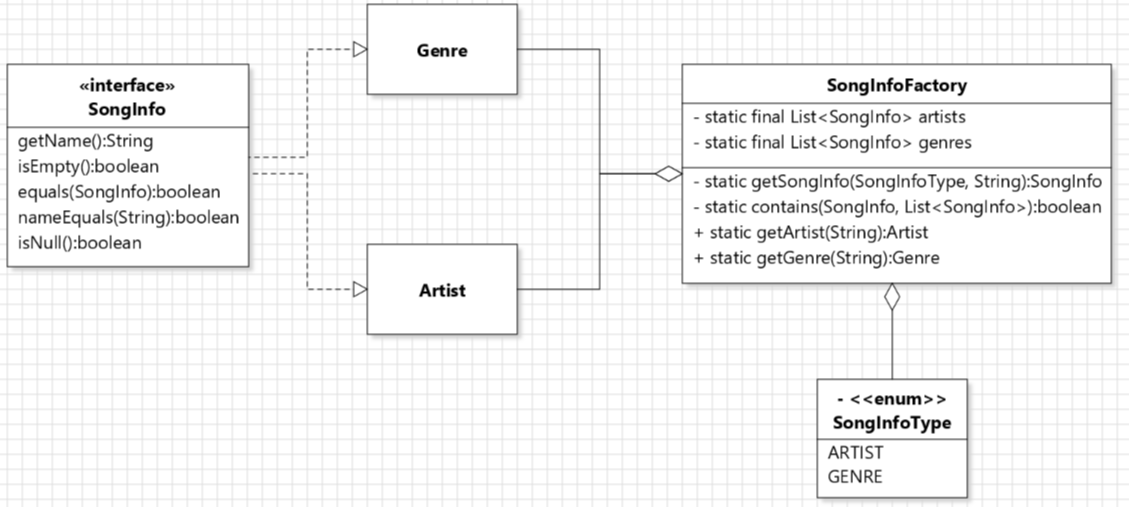 «interface»
SongInfo
getName():String
isEmpty():boolean
equals(SongInfo):boolean
nameEquals(String):boolean
isNull():boolean
Genre
Artist
SongInfoFactory
- static final List<SongInfo> artists
- static final List<SongInfo> genres
- static getSongInfo(SongInfoType, String):SongInfo
- static contains(SongInfo, List<SongInfo>):boolean
+ static getArtist(String):Artist
+ static getGenre(String):Genre
- <<enum>>
SongInfoType
ARTIST
GENRE